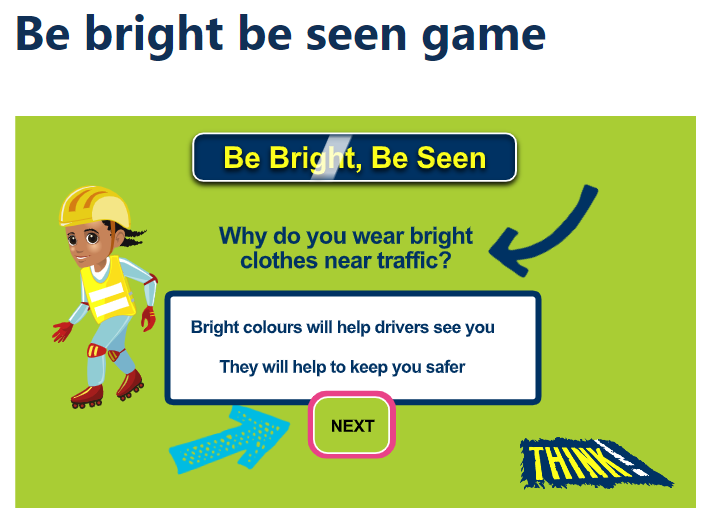 Be bright be seen game
Be Bright, Be Seen
Why do you wear bright
clothes near traffic?
Bright colours will help drivers see you
They will help to keep you safer
NEXT
THINK!